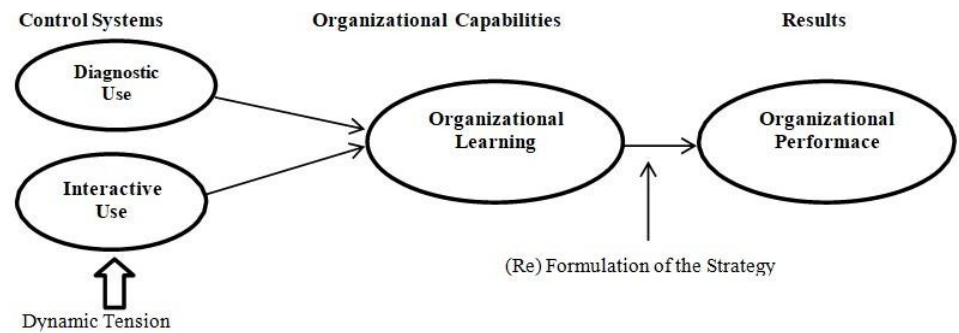 Control Systems
Organizational Capabilities
Results
Diagnostic
Use
Organizational
Learning
Organizational
Performace
Interactive
Use
(Re) Formulation of the Strategy
Dynamic Tension